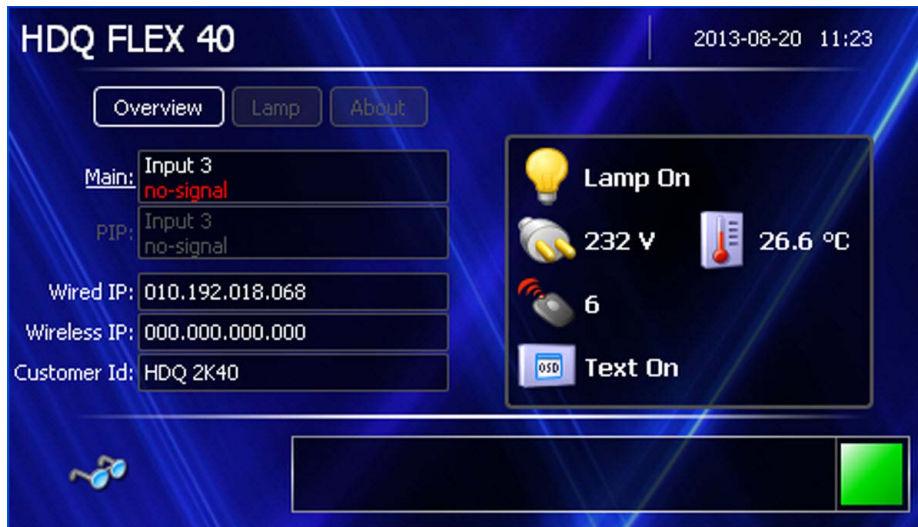 HDQ FLEX 40
2013-08-20 11:23
Overview Lamp About
Main: Input 3
no-signal
PIP: Input 3
no-signal
Wired IP: 010.192.018.068
Wireless IP: 000.000.000.000
Customer Id: HDQ 2K40
Lamp On
232 V 26.6 °C
6
OSD Text On